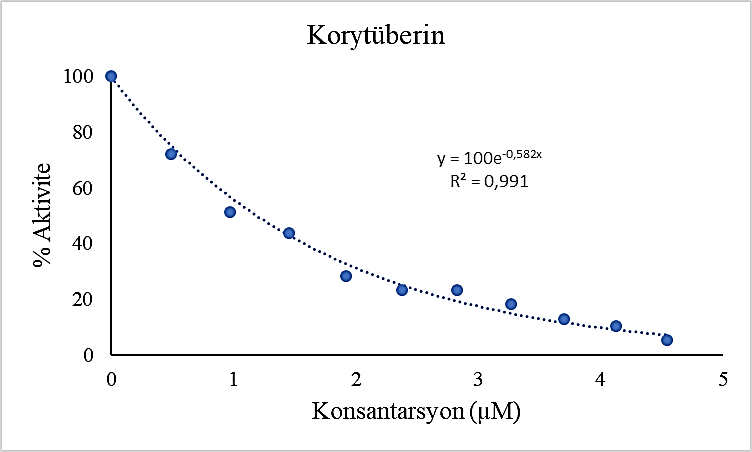 Korytüberin
100
80
60
40
20
0
% Aktivite
y = 100e^-0,582x
R² = 0,991
0 1 2 3 4 5
Konsantarsyon (µM)